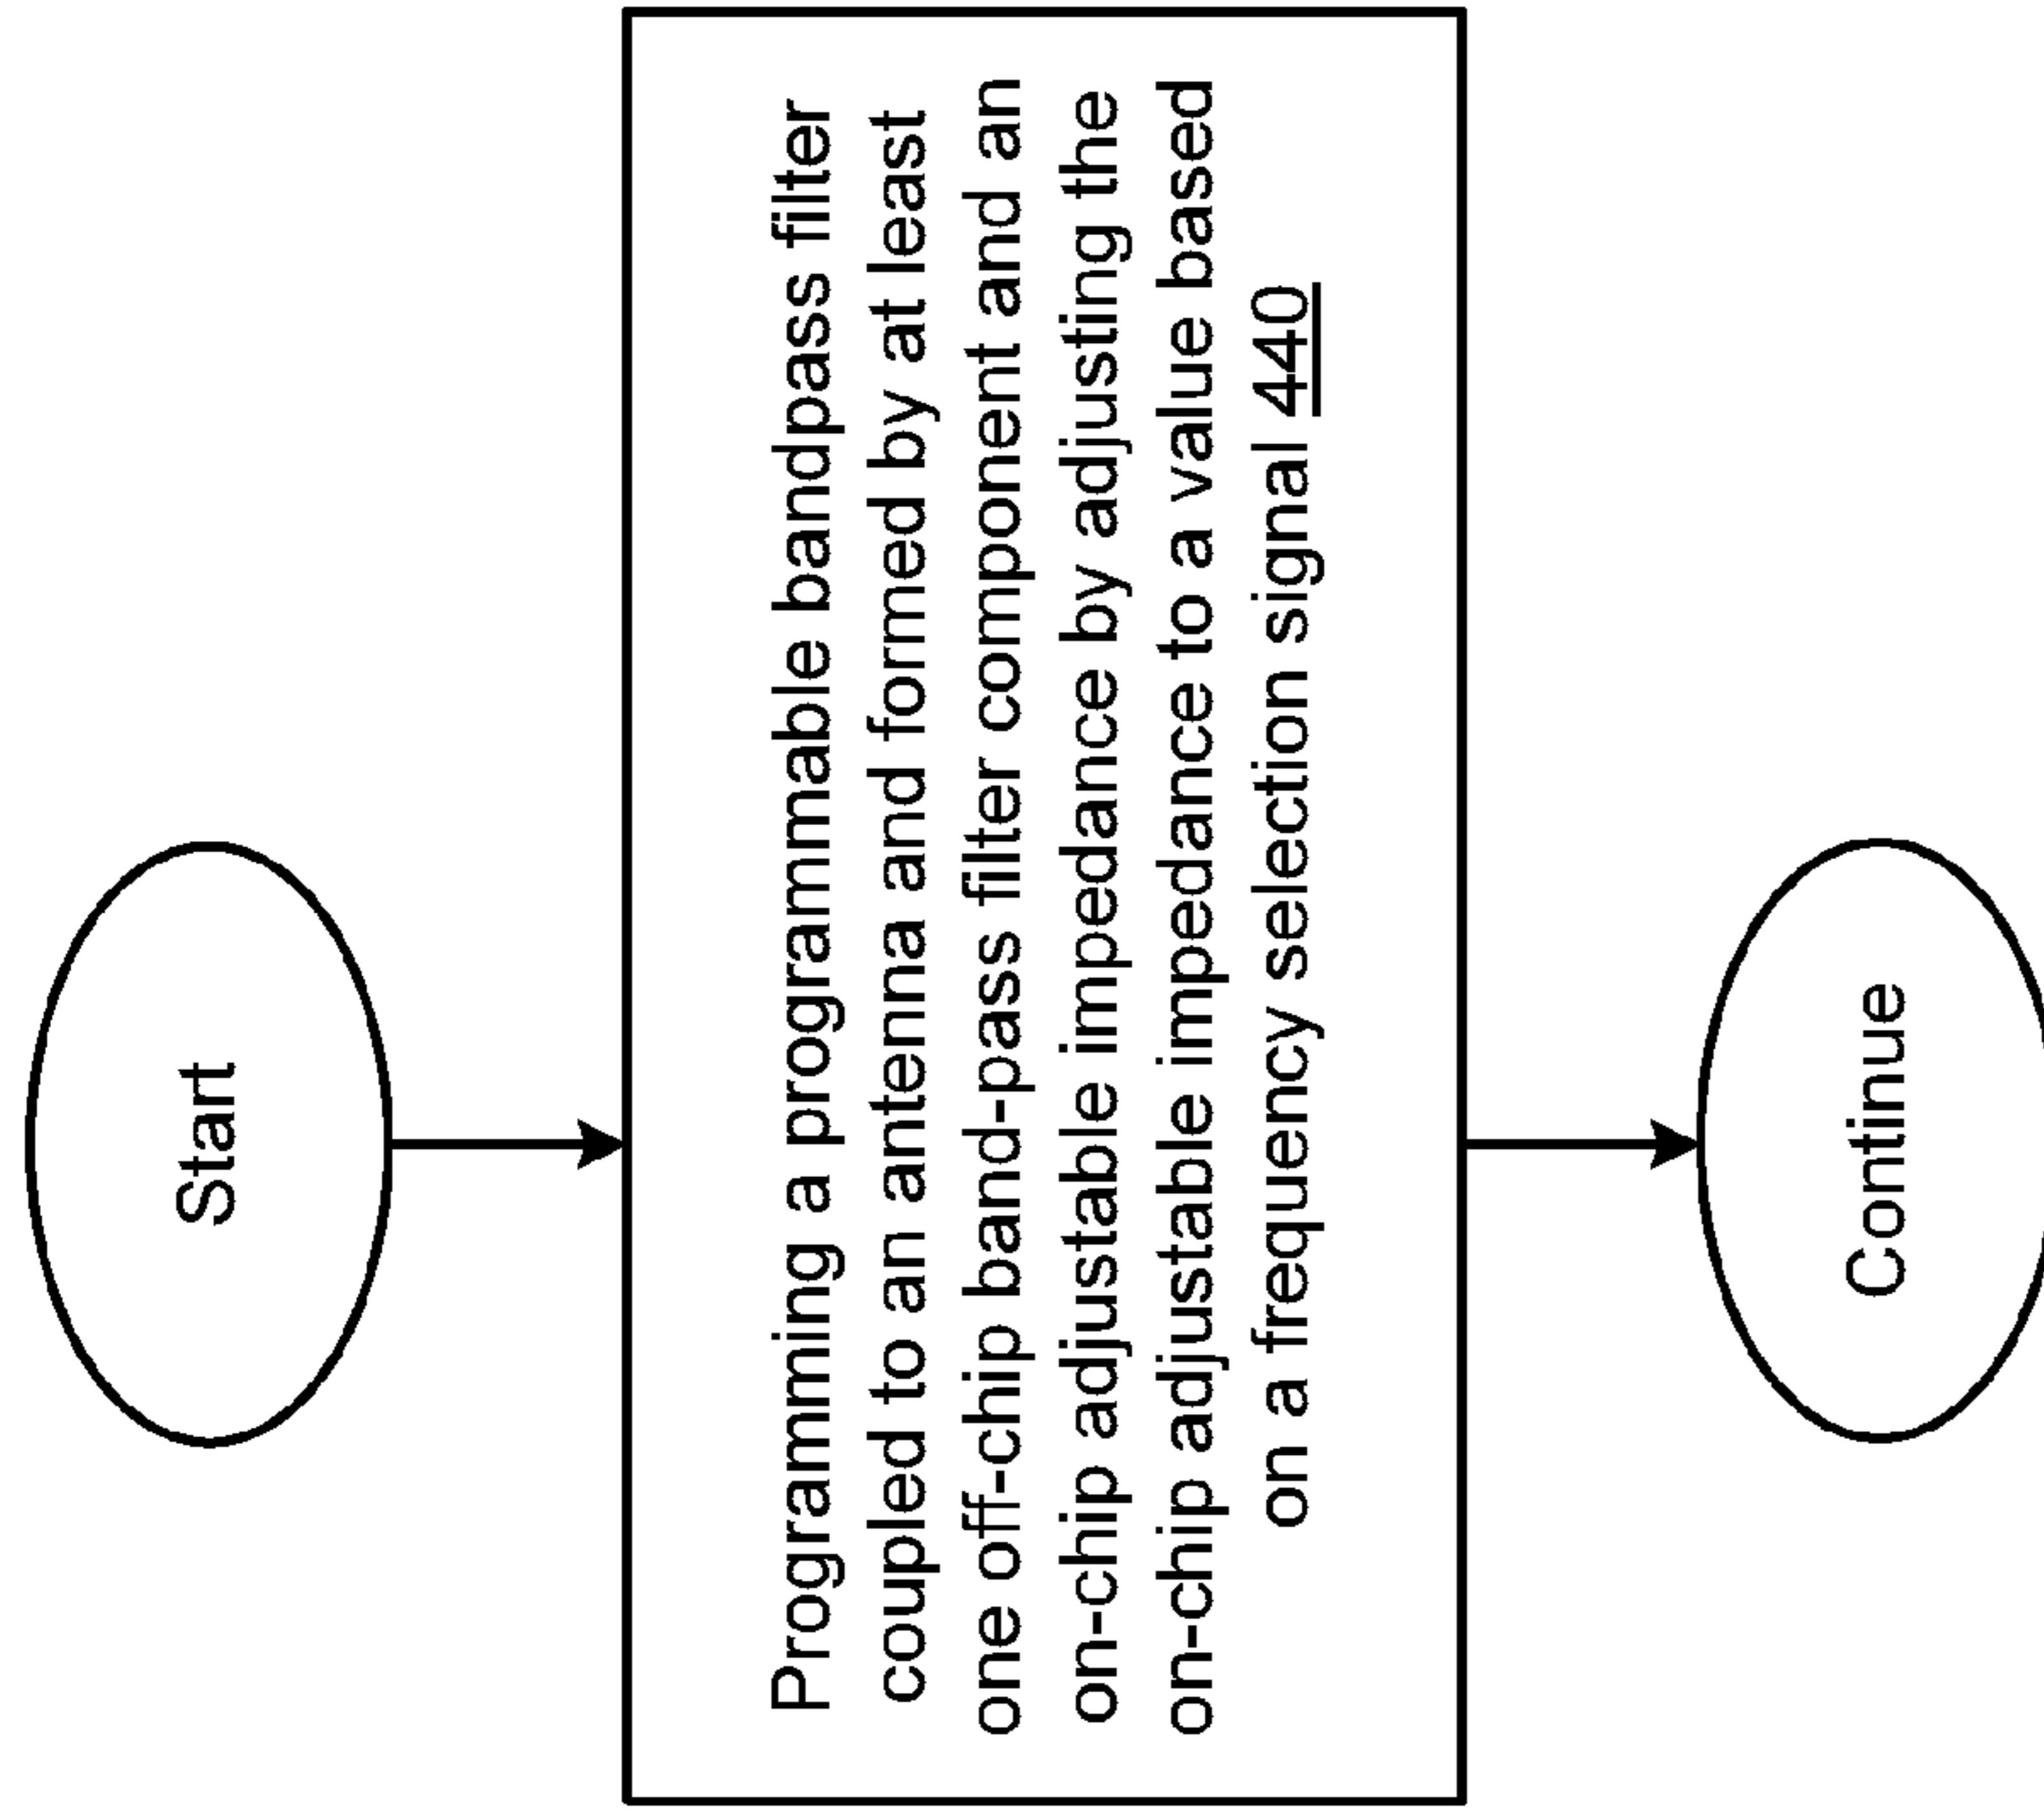 Start
Programming a programmable bandpass filter
coupled to an antenna and formed by at least
one off-chip band-pass filter component and an
on-chip adjustable impedance by adjusting the
on-chip adjustable impedance to a value based
on a frequency selection signal 440
Continue